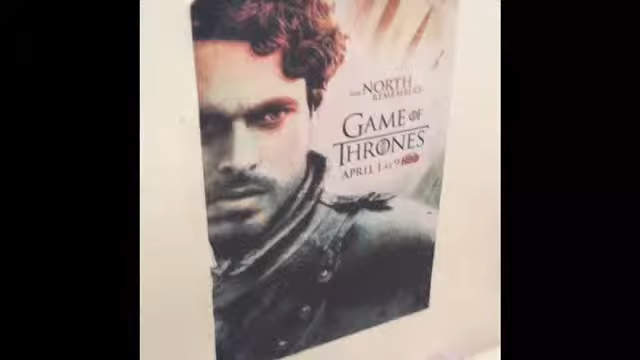 THE NORTH
REMEMBERS
GAME OF
THRONES
APRIL 1 AT 9 HBO